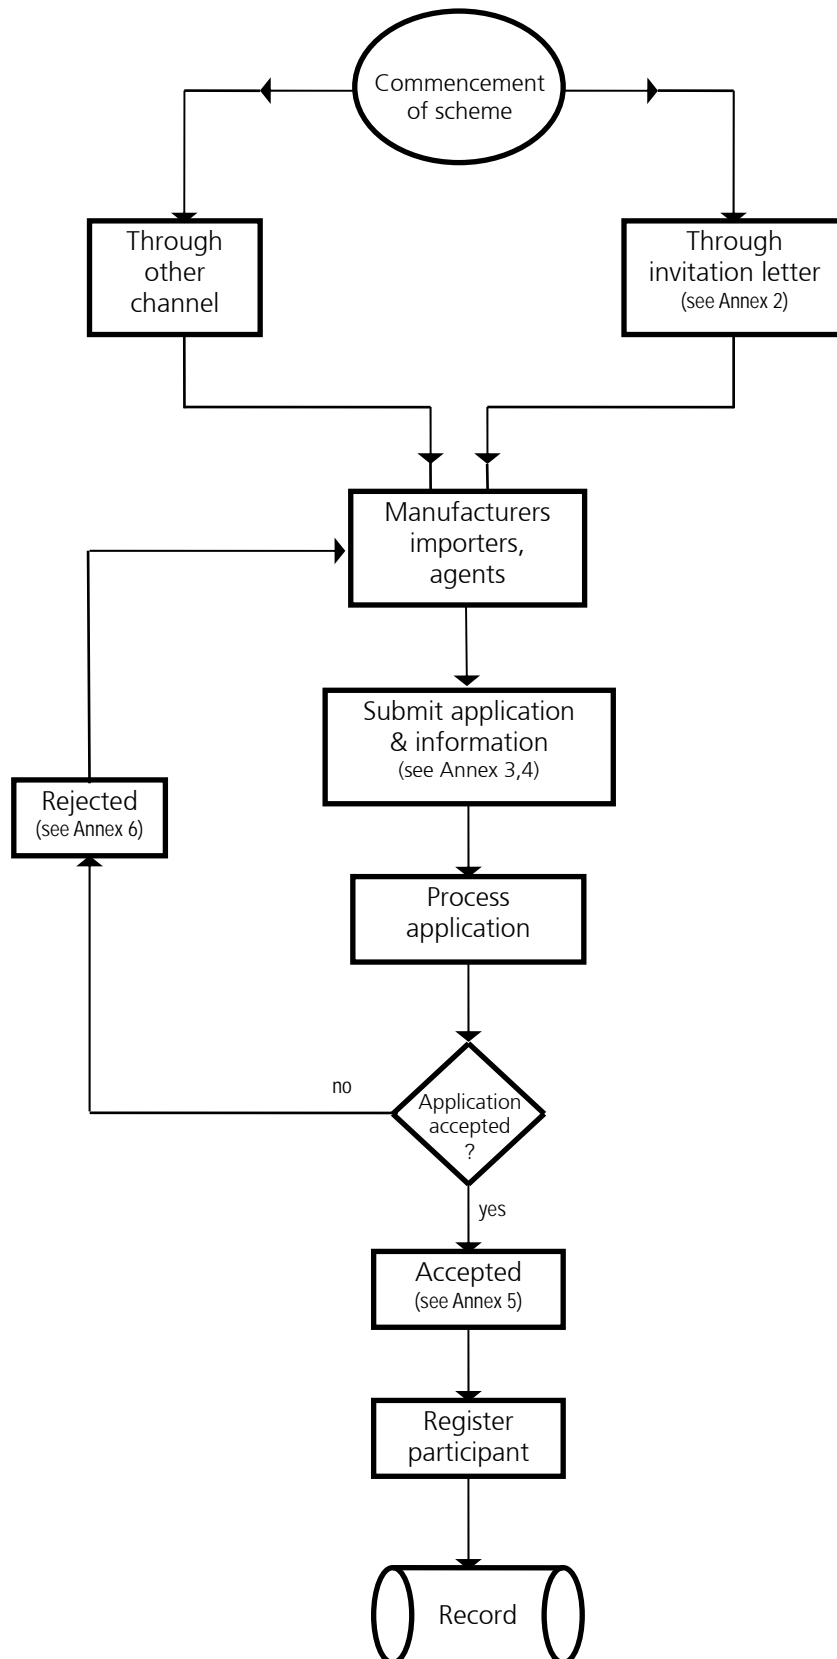 Commencement
of scheme
Through
other
channel
Through
invitation letter
(see Annex 2)
Manufacturers
importers,
agents
Submit application
& information
(see Annex 3,4)
Rejected
(see Annex 6)
Process
application
no
Application
accepted
?
yes
Accepted
(see Annex 5)
Register
participant
Record